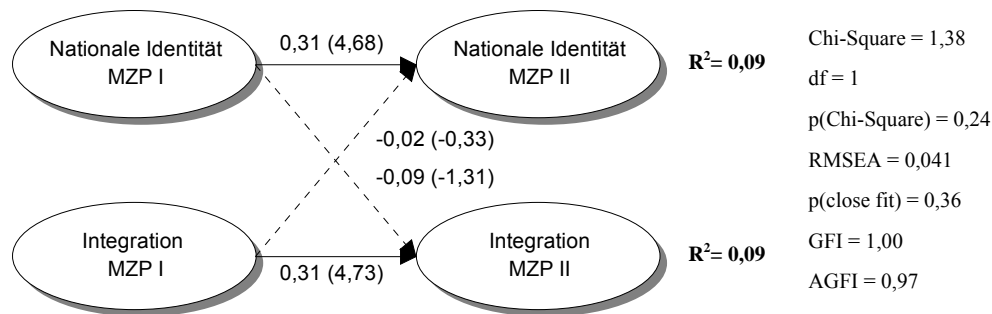 Nationale Identität
MZP I
0,31 (4,68)
Nationale Identität
MZP II
R²= 0,09
-0,02 (-0,33)
-0,09 (-1,31)
Integration
MZP I
0,31 (4,73)
Integration
MZP II
R²= 0,09
Chi-Square = 1,38
df = 1
p(Chi-Square) = 0,24
RMSEA = 0,041
p(close fit) = 0,36
GFI = 1,00
AGFI = 0,97